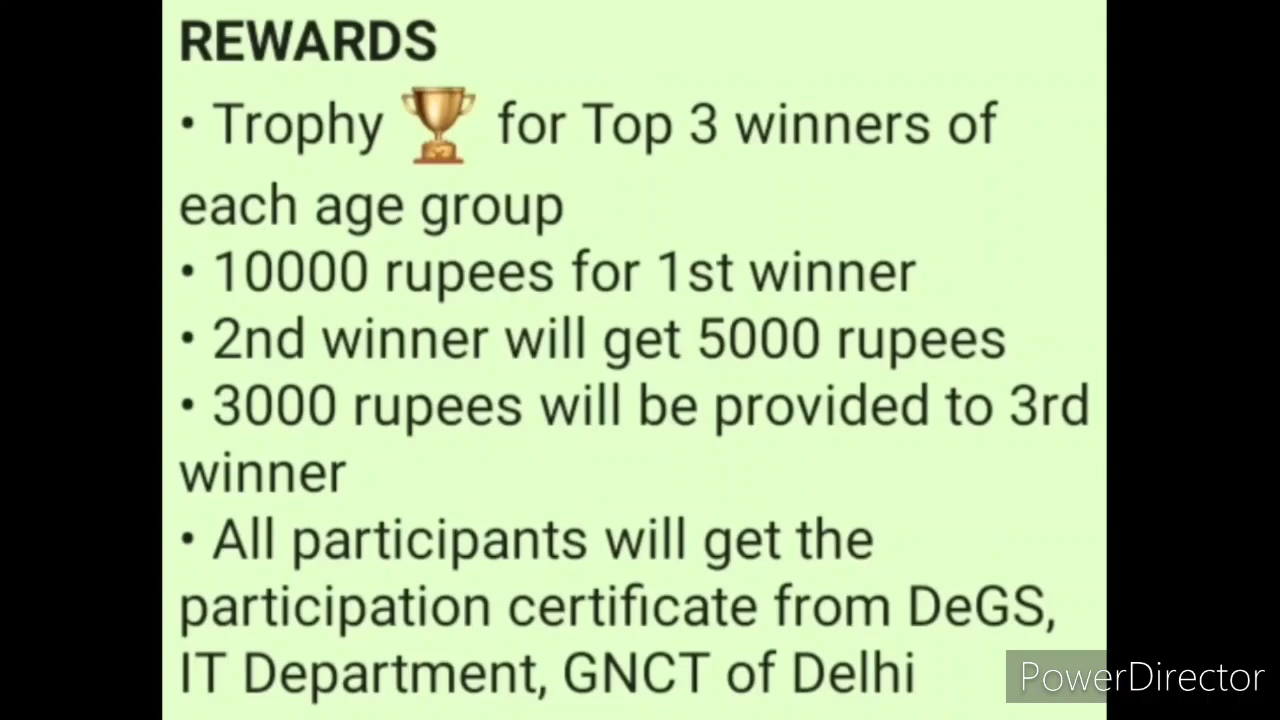 REWARDS
• Trophy 🏆 for Top 3 winners of
each age group
• 10000 rupees for 1st winner
• 2nd winner will get 5000 rupees
• 3000 rupees will be provided to 3rd
winner
• All participants will get the
participation certificate from DeGS,
IT Department, GNCT of Delhi
PowerDirector